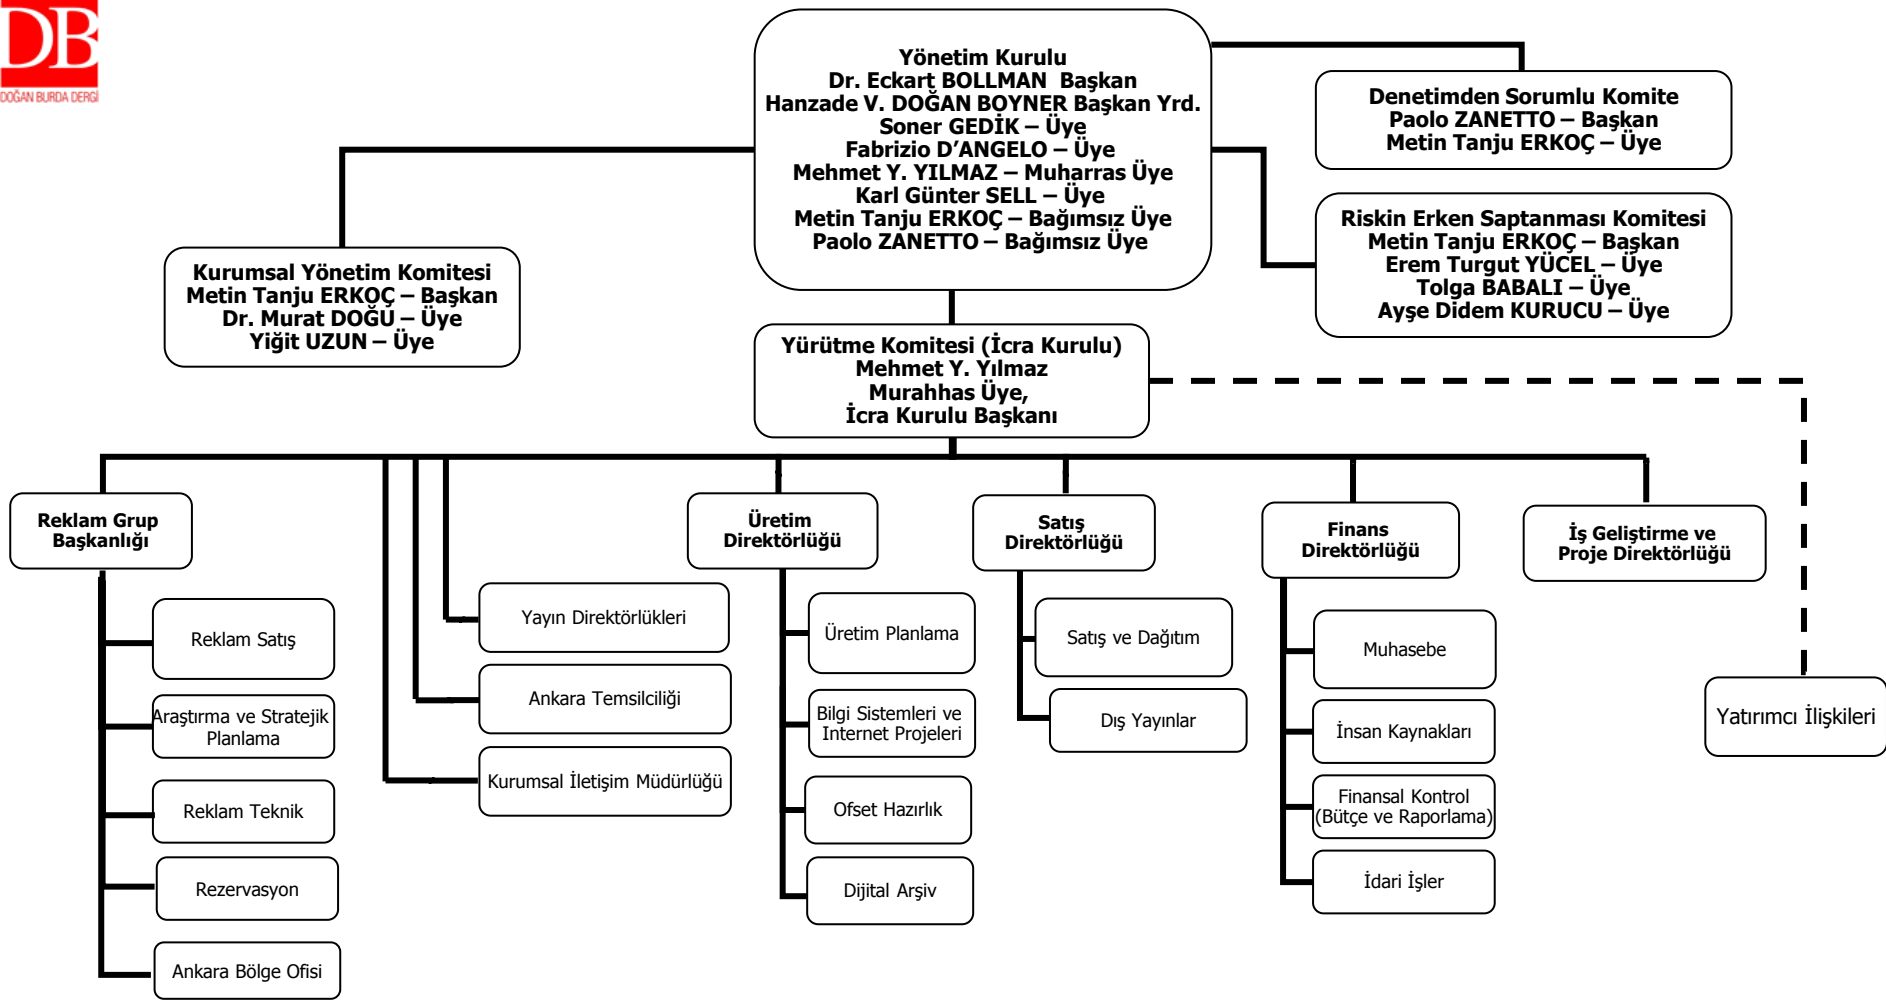 DB
DOĞAN BURDA DERGİ
Yönetim Kurulu
Dr. Eckart BOLLMAN Başkan
Hanzade V. DOĞAN BOYNER Başkan Yrd.
Soner GEDİK – Üye
Fabrizio D’ANGELO – Üye
Mehmet Y. YILMAZ – Muharras Üye
Karl Günter SELL – Üye
Metin Tanju ERKOÇ – Bağımsız Üye
Paolo ZANETTO – Bağımsız Üye
Denetimden Sorumlu Komite
Paolo ZANETTO – Başkan
Metin Tanju ERKOÇ – Üye
Riskin Erken Saptanması Komitesi
Metin Tanju ERKOÇ – Başkan
Erem Turgut YÜCEL – Üye
Tolga BABALI – Üye
Ayşe Didem KURUCU – Üye
Kurumsal Yönetim Komitesi
Metin Tanju ERKOÇ – Başkan
Dr. Murat DOĞU – Üye
Yiğit UZUN – Üye
Yürütme Komitesi (İcra Kurulu)
Mehmet Y. Yılmaz
Murahhas Üye,
İcra Kurulu Başkanı
Reklam Grup
Başkanlığı
Reklam Satış
Araştırma ve Stratejik
Planlama
Reklam Teknik
Rezervasyon
Ankara Bölge Ofisi
Yayın Direktörlükleri
Ankara Temsilciliği
Kurumsal İletişim Müdürlüğü
Üretim
Direktörlüğü
Üretim Planlama
Bilgi Sistemleri ve
Internet Projeleri
Ofset Hazırlık
Dijital Arşiv
Satış
Direktörlüğü
Satış ve Dağıtım
Dış Yayınlar
Finans
Direktörlüğü
Muhasebe
İnsan Kaynakları
Finansal Kontrol
(Bütçe ve Raporlama)
İdari İşler
İş Geliştirme ve
Proje Direktörlüğü
Yatırımcı İlişkileri